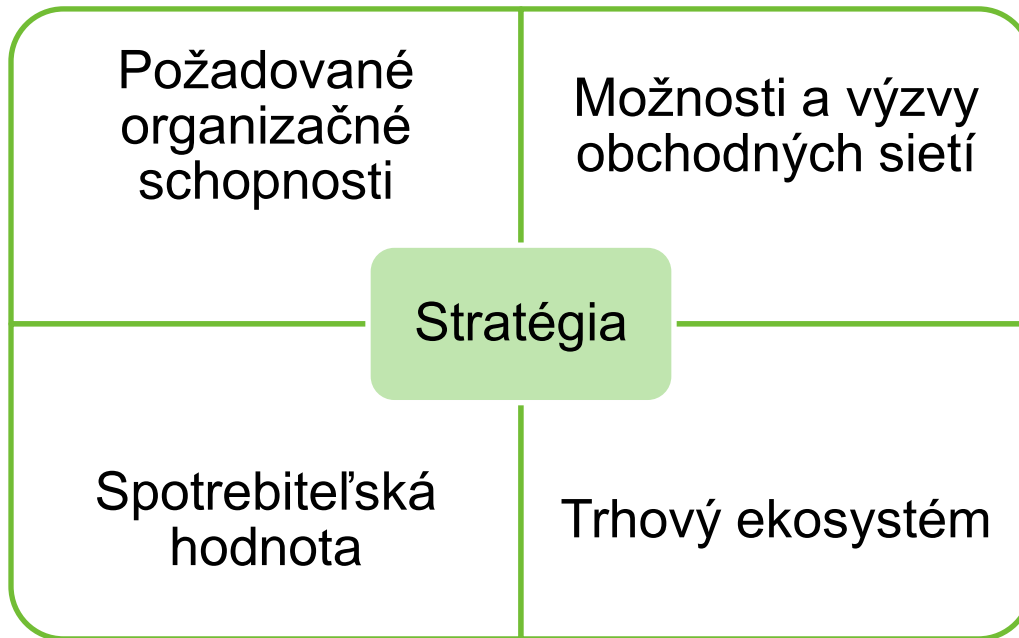 Požadované
organizačné
schopnosti
Možnosti a výzvy
obchodných sietí
Stratégia
Spotrebiteľská
hodnota
Trhový ekosystém